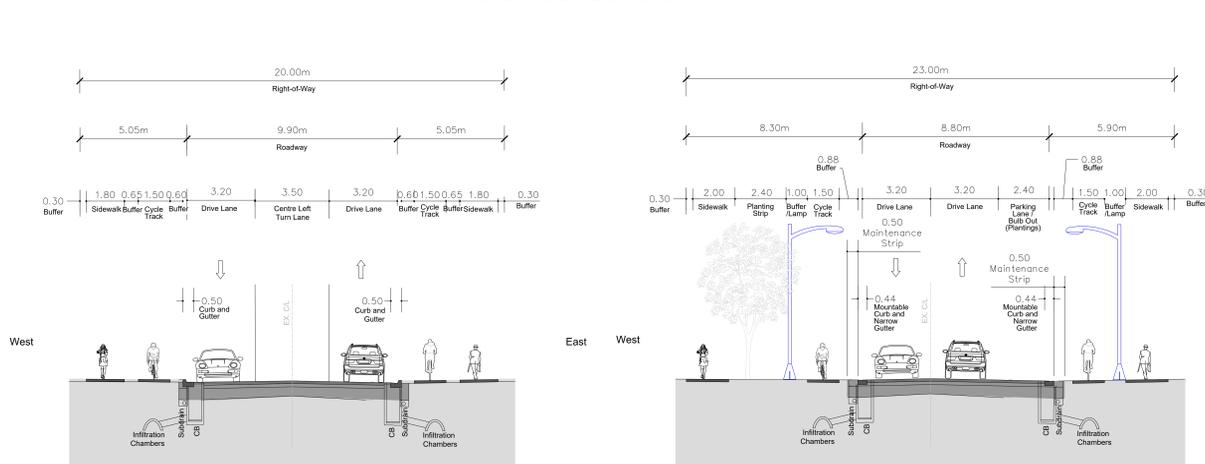 20.00m
Right-of-Way
5.05m 9.90m 5.05m
Roadway
0.30 1.80 0.65 1.50 0.60 3.20 3.50 3.20 0.60 1.50 0.65 1.80 0.30
Buffer Sidewalk Buffer Cycle Track Buffer Drive Lane Centre Left Turn Lane Drive Lane Buffer Cycle Track Buffer Sidewalk Buffer
0.50
Curb and
Gutter
EX. C/L
0.50
Curb and
Gutter
West
East
Infiltration
Chambers
Subdrain
CB
CB
Subdrain
Infiltration
Chambers
23.00m
Right-of-Way
8.30m 8.80m 5.90m
Roadway
0.88
Buffer
0.88
Buffer
0.30 2.00 2.40 1.00 1.50 3.20 3.20 2.40 1.50 1.00 2.00
Buffer Sidewalk Planting Strip Buffer /Lamp Cycle Track Drive Lane Drive Lane Parking Lane / Bulb Out (Plantings) Cycle Track Buffer /Lamp Sidewalk Buffer
0.50
Maintenance
Strip
0.50
Maintenance
Strip
0.44
Mountable
Curb and
Narrow
Gutter
EX. C/L
0.44
Mountable
Curb and
Narrow
Gutter
West
Infiltration
Chambers
Subdrain
CB
CB
Subdrain
Infiltration
Chambers